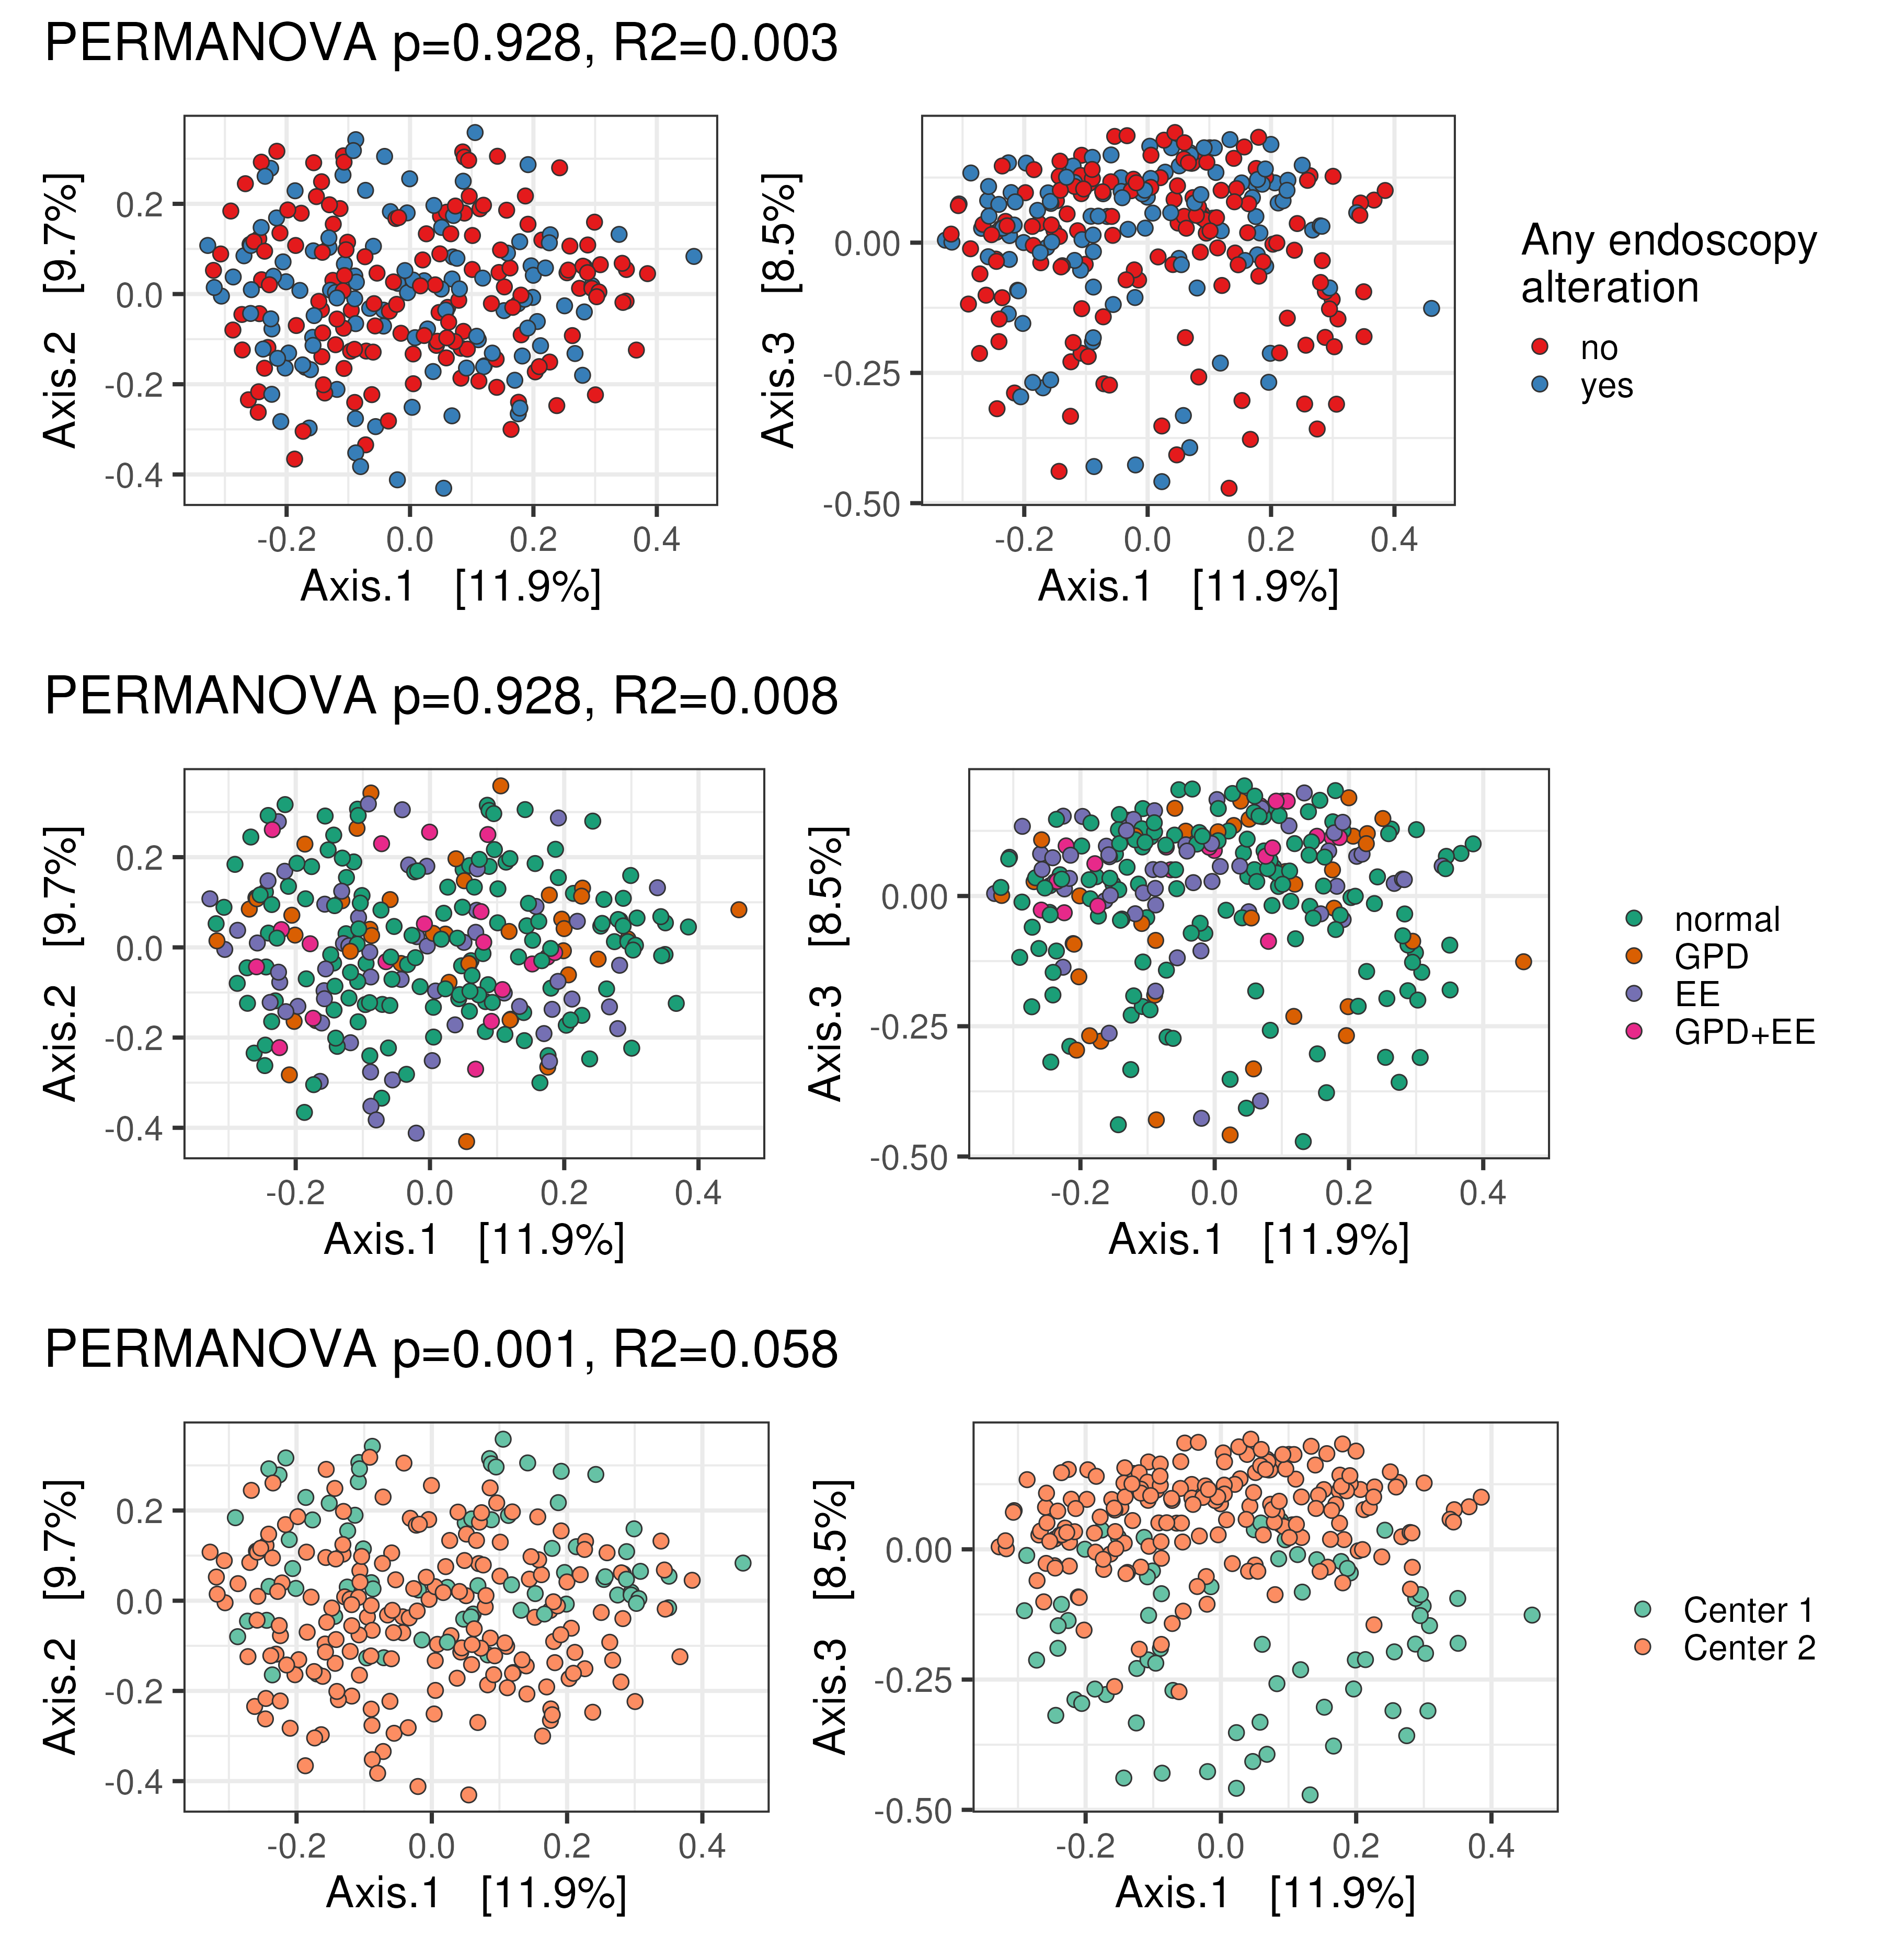 PERMANOVA p=0.928, R2=0.003
Axis.2 [9.7%]
0.2
0.0
-0.2
-0.4
-0.2 0.0 0.2 0.4
Axis.1 [11.9%]
Axis.3 [8.5%]
0.00
-0.25
-0.50
-0.2 0.0 0.2 0.4
Axis.1 [11.9%]
Any endoscopy
alteration
no
yes
PERMANOVA p=0.928, R2=0.008
Axis.2 [9.7%]
0.2
0.0
-0.2
-0.4
-0.2 0.0 0.2 0.4
Axis.1 [11.9%]
Axis.3 [8.5%]
0.00
-0.25
-0.50
-0.2 0.0 0.2 0.4
Axis.1 [11.9%]
normal
GPD
EE
GPD+EE
PERMANOVA p=0.001, R2=0.058
Axis.2 [9.7%]
0.2
0.0
-0.2
-0.4
-0.2 0.0 0.2 0.4
Axis.1 [11.9%]
Axis.3 [8.5%]
0.00
-0.25
-0.50
-0.2 0.0 0.2 0.4
Axis.1 [11.9%]
Center 1
Center 2